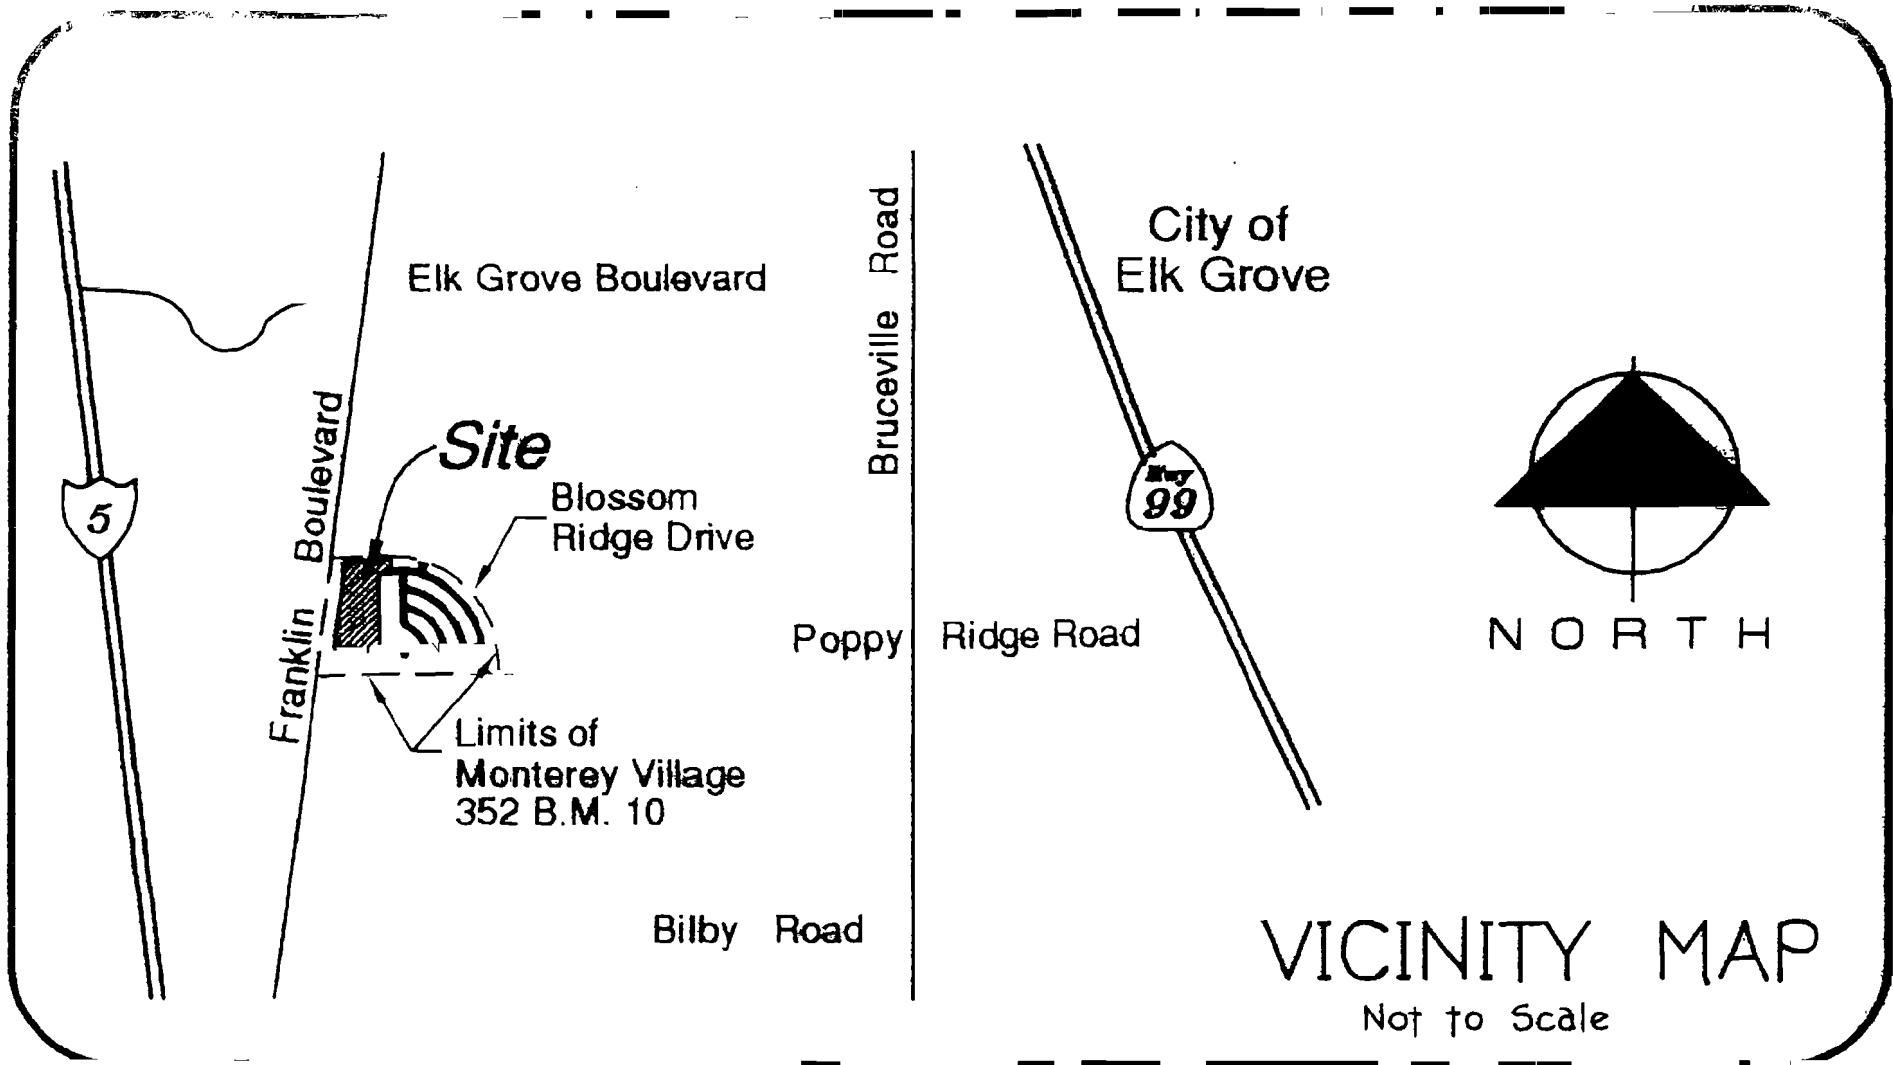 City of
Elk Grove
Elk Grove Boulevard
Bruceville Road
Franklin Boulevard
Site
Blossom
Ridge Drive
5
Hwy
99
Poppy Ridge Road
NORTH
Limits of
Monterey Village
352 B.M. 10
Bilby Road
VICINITY MAP
Not to Scale